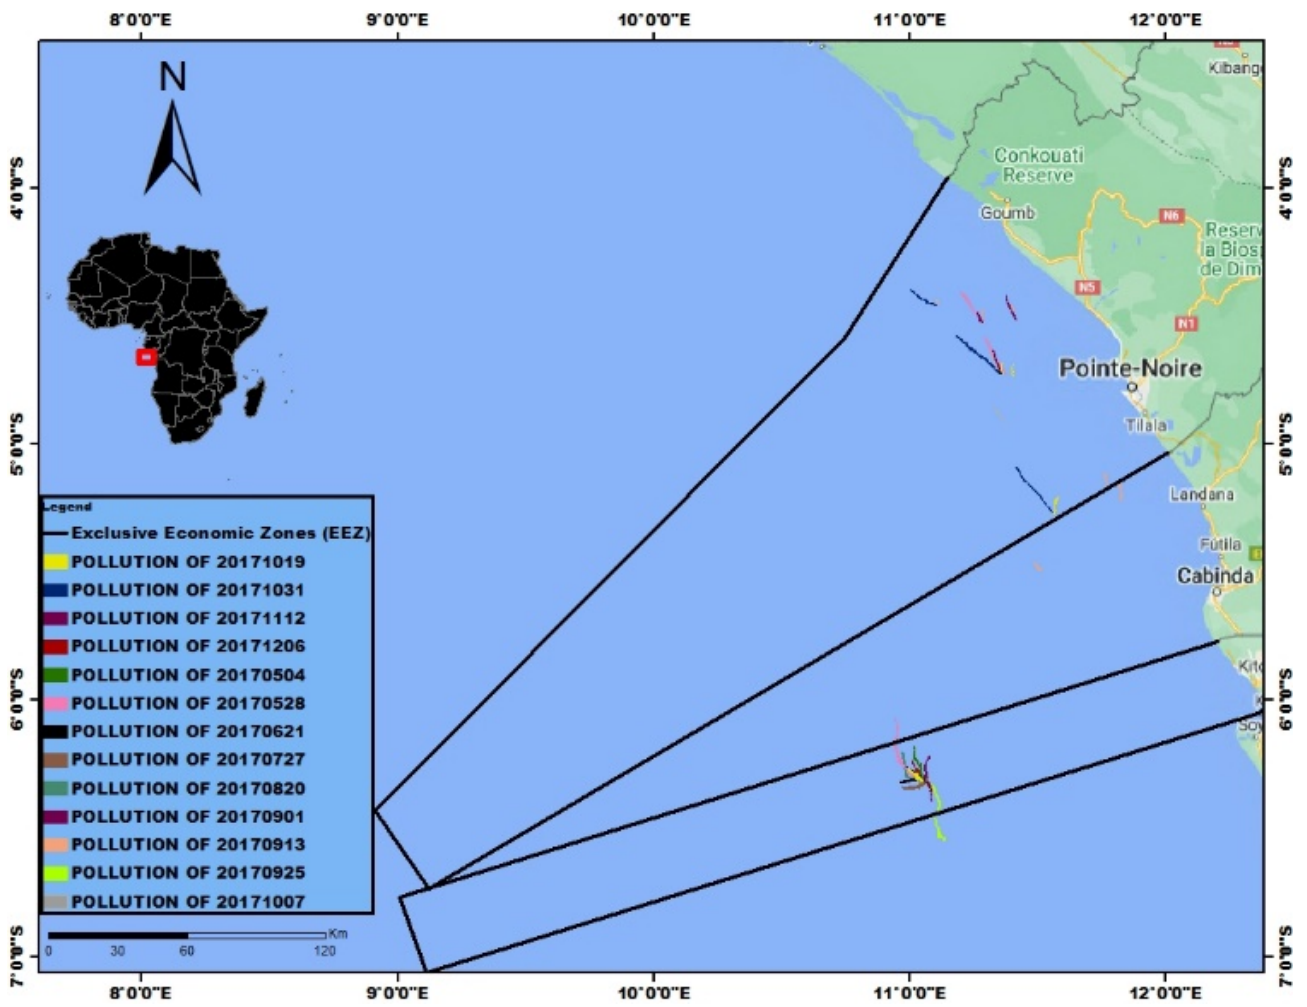 8°0'0"E 9°0'0"E 10°0'0"E 11°0'0"E 12°0'0"E
N
Kibang
4°0'0"S
4°0'0"S
Conkouati
Reserve
Goumb
N6
Reserv
la Bios
de Dim
N5
N1
Pointe-Noire
Tilala
5°0'0"S
5°0'0"S
Landana
Fútila
Cabinda
Legend
Exclusive Economic Zones (EEZ)
POLLUTION OF 20171019
POLLUTION OF 20171031
POLLUTION OF 20171112
POLLUTION OF 20171206
POLLUTION OF 20170504
POLLUTION OF 20170528
POLLUTION OF 20170621
POLLUTION OF 20170727
POLLUTION OF 20170820
POLLUTION OF 20170901
POLLUTION OF 20170913
POLLUTION OF 20170925
POLLUTION OF 20171007
Soy
6°0'0"S
6°0'0"S
Km
0 30 60 120
7°0'0"S
7°0'0"S
8°0'0"E 9°0'0"E 10°0'0"E 11°0'0"E 12°0'0"E